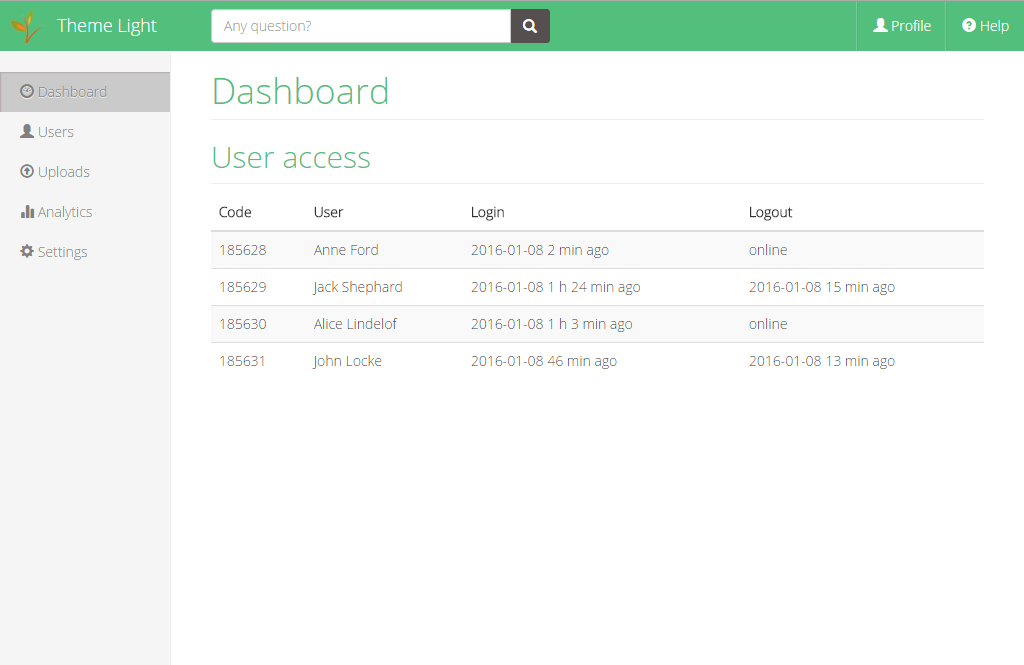 Theme Light
Any question?
Profile
Help
Dashboard
Users
Uploads
Analytics
Settings
Dashboard
User access
Code User Login Logout
185628 Anne Ford 2016-01-08 2 min ago online
185629 Jack Shephard 2016-01-08 1 h 24 min ago 2016-01-08 15 min ago
185630 Alice Lindelof 2016-01-08 1 h 3 min ago online
185631 John Locke 2016-01-08 46 min ago 2016-01-08 13 min ago